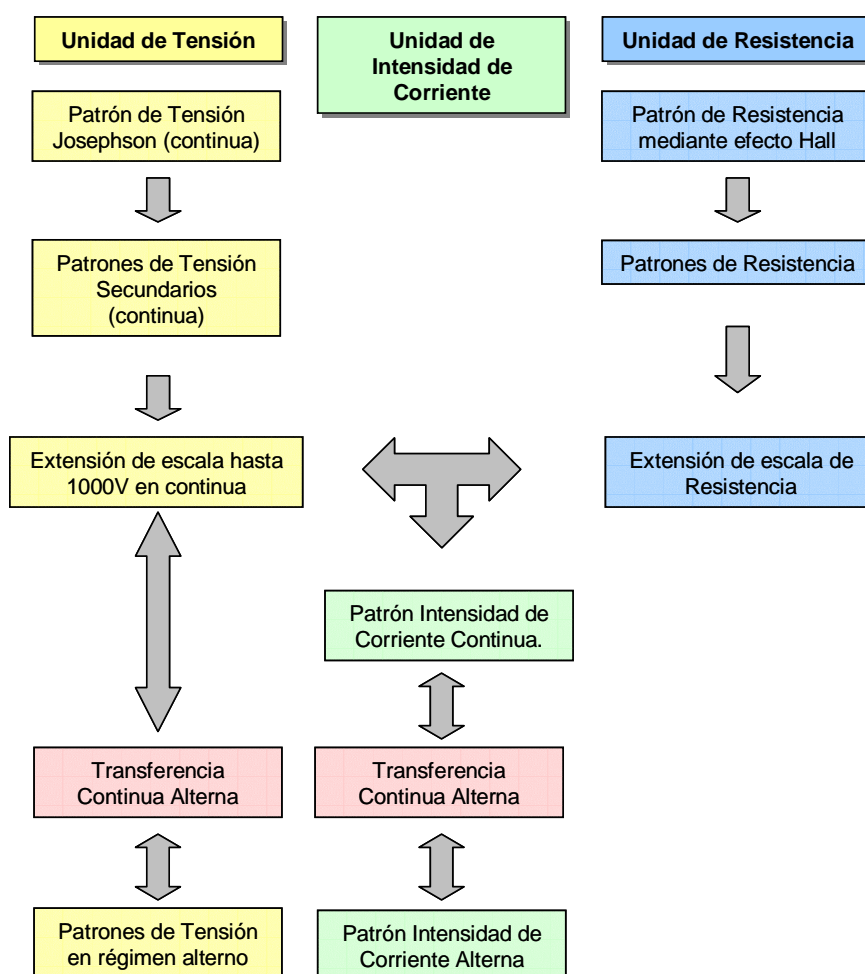 Unidad de Tensión
Unidad de
Intensidad de
Corriente
Unidad de Resistencia
Patrón de Tensión
Josephson (continua)
Patrón de Resistencia
mediante efecto Hall
Patrones de Tensión
Secundarios
(continua)
Patrones de Resistencia
Extensión de escala hasta
1000V en continua
Extensión de escala de
Resistencia
Patrón Intensidad de
Corriente Continua.
Transferencia
Continua Alterna
Transferencia
Continua Alterna
Patrones de Tensión
en régimen alterno
Patrón Intensidad de
Corriente Alterna